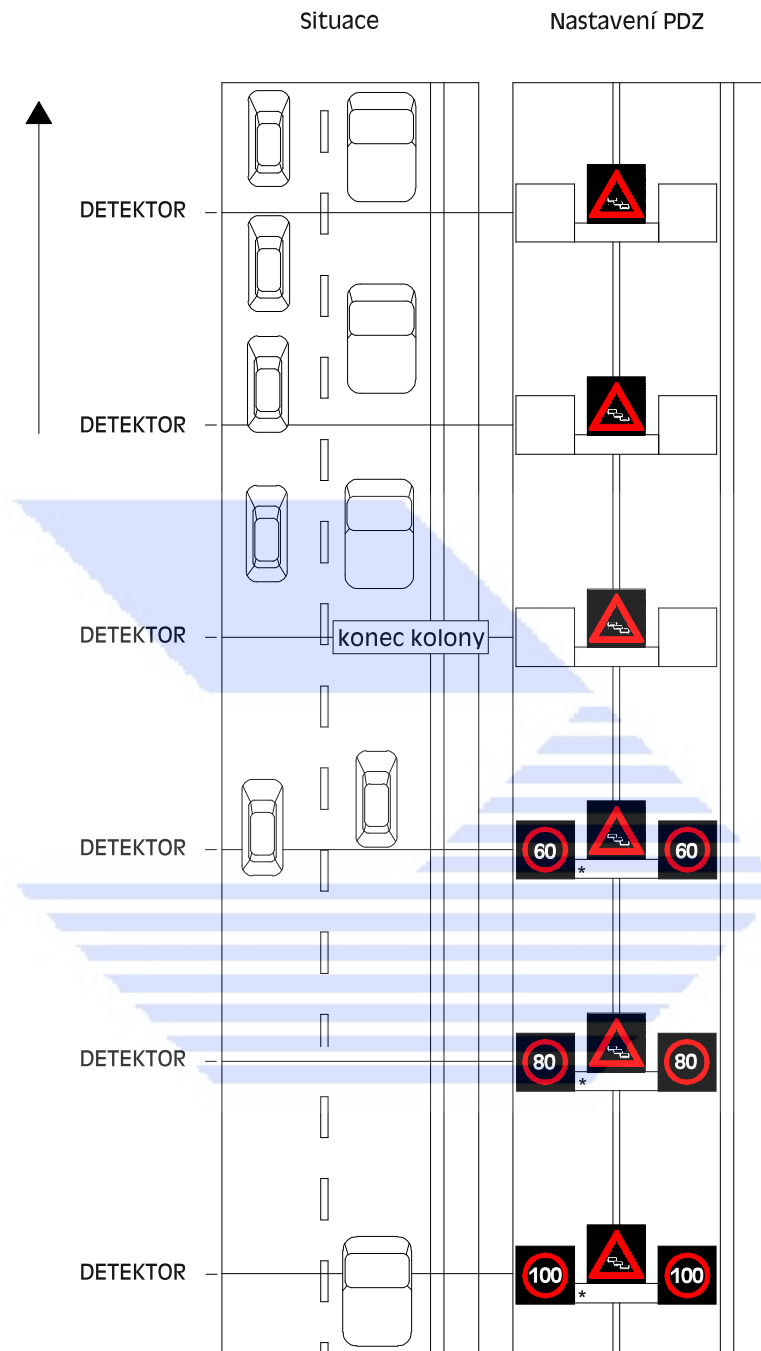 Situace
Nastavení PDZ
DETEKTOR
DETEKTOR
DETEKTOR
konec kolony
DETEKTOR
60
*
60
DETEKTOR
80
*
80
DETEKTOR
100
*
100